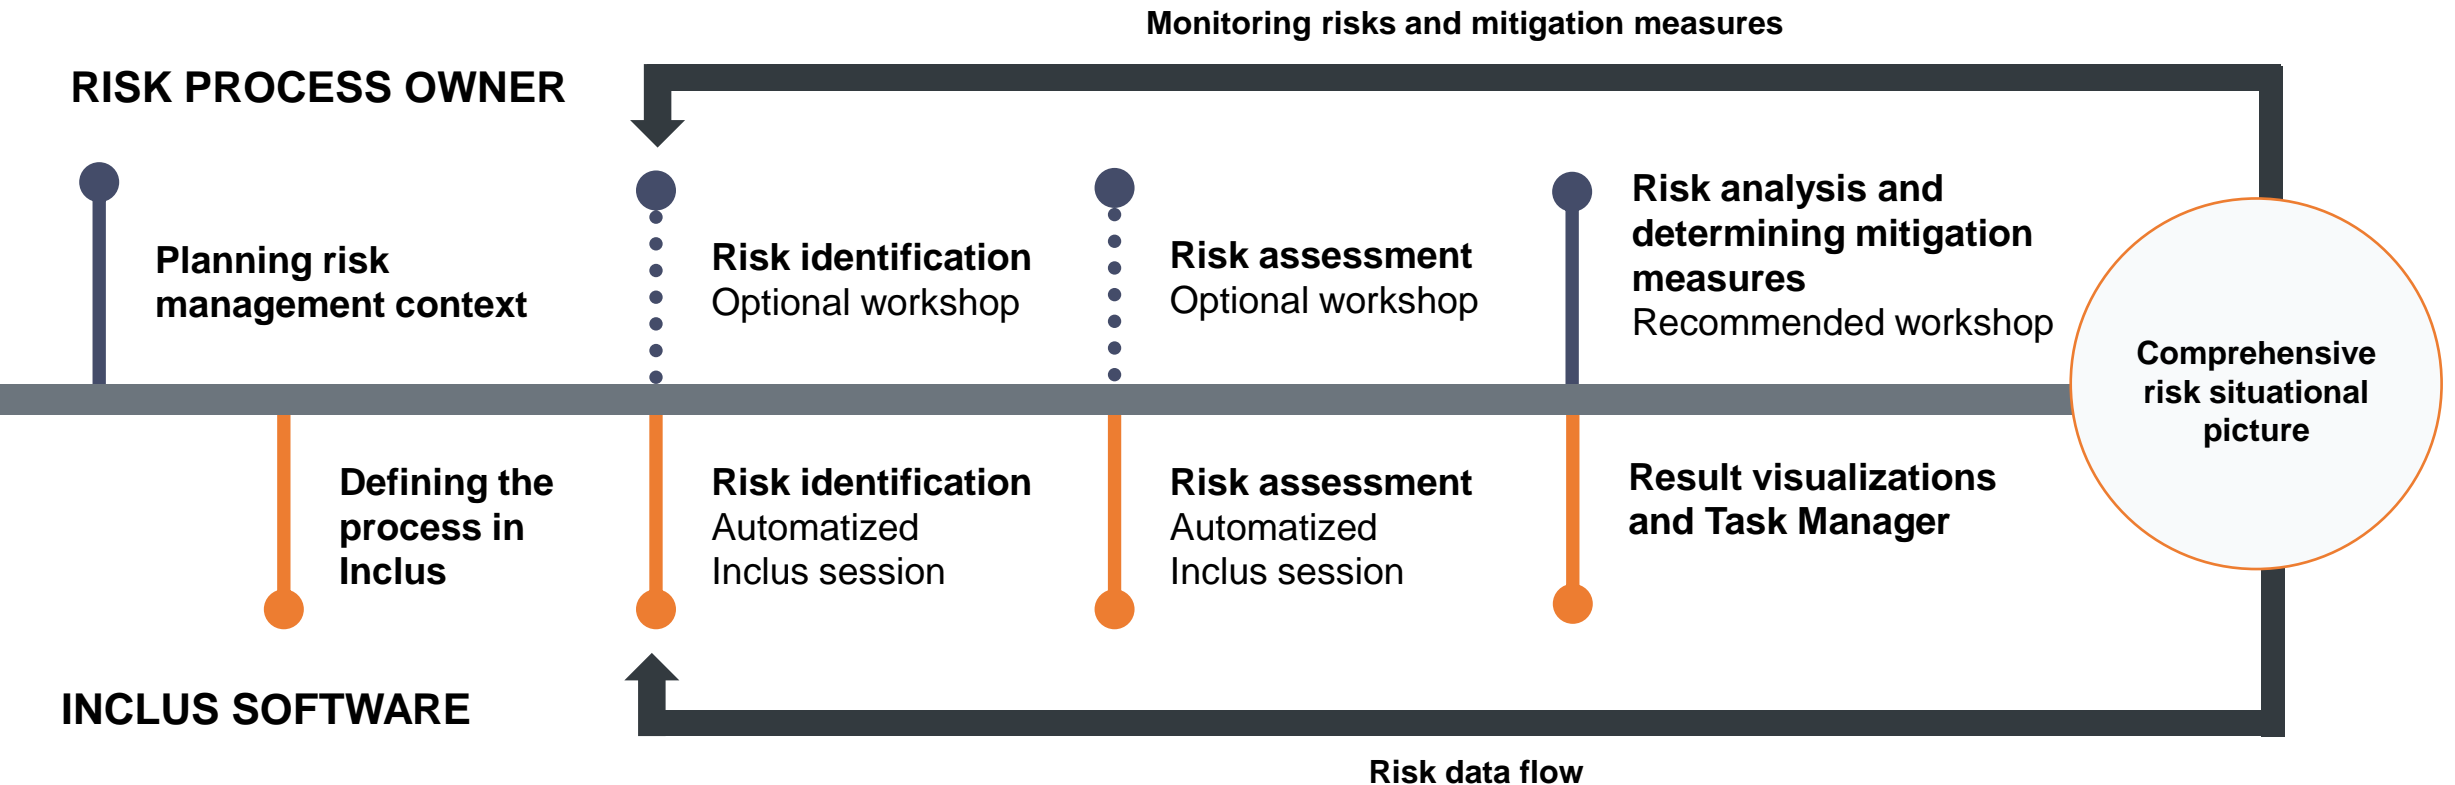 Monitoring risks and mitigation measures
RISK PROCESS OWNER
Planning risk
management context
Risk identification
Optional workshop
Risk assessment
Optional workshop
Risk analysis and
determining mitigation
measures
Recommended workshop
Comprehensive
risk situational
picture
Defining the
process in
Inclus
Risk identification
Automatized
Inclus session
Risk assessment
Automatized
Inclus session
Result visualizations
and Task Manager
INCLUS SOFTWARE
Risk data flow